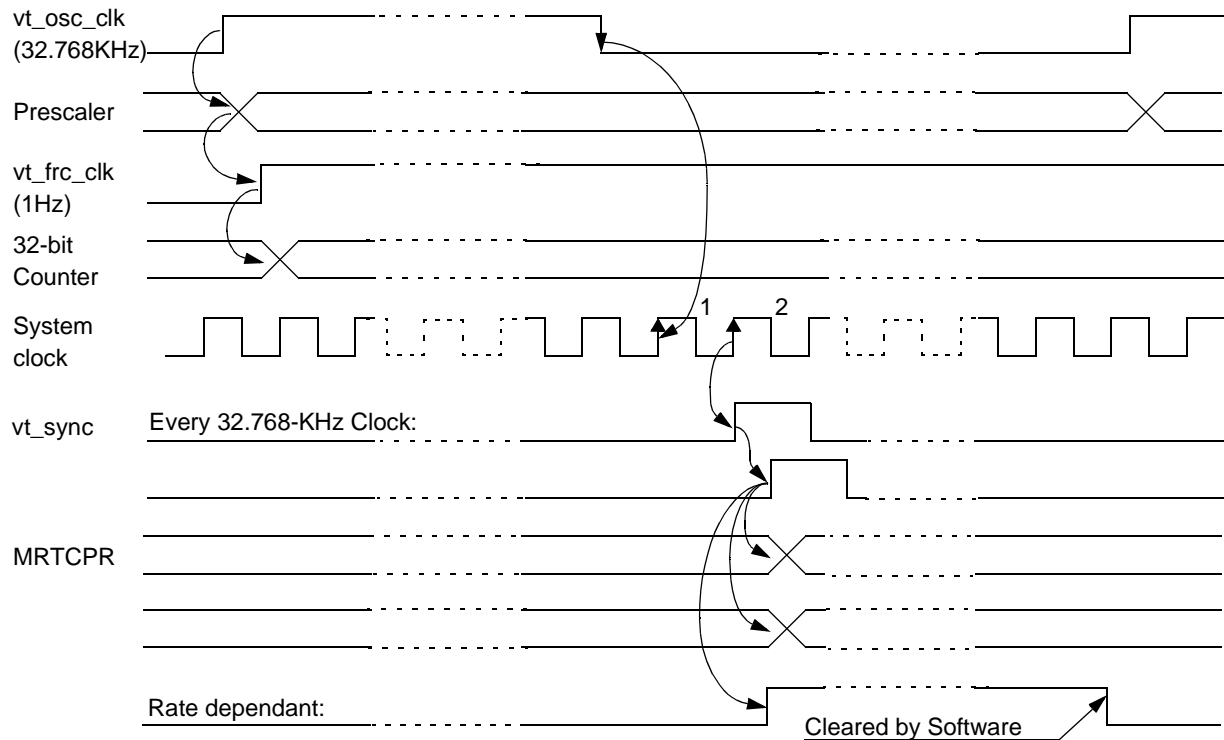 vt_osc_clk
(32.768KHz)
Prescaler
vt_frc_clk
(1Hz)
32-bit
Counter
System
clock
1
2
vt_sync
Every 32.768-KHz Clock:
MRTCPR
Rate dependant:
Cleared by Software